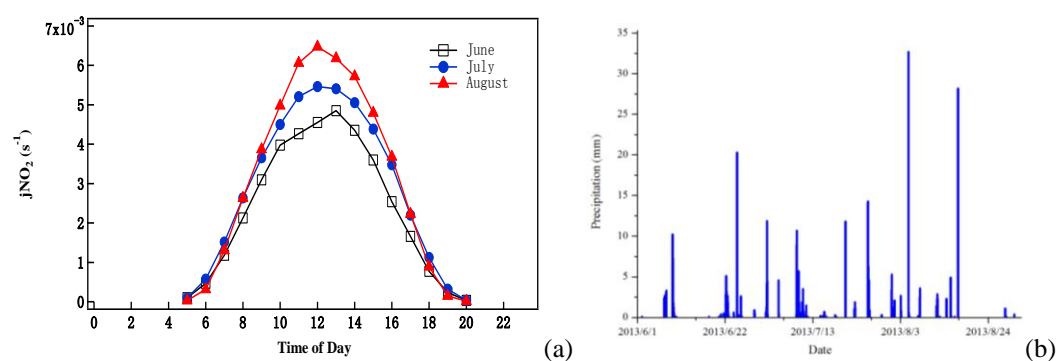 7x10⁻³
6
5
4
3
2
1
0
jNO₂ (s⁻¹)
June
July
August
0 2 4 6 8 10 12 14 16 18 20 22
Time of Day
(a)
35
30
25
20
15
10
5
0
Precipitation (mm)
2013/6/1 2013/6/22 2013/7/13 2013/8/3 2013/8/24
Date
(b)